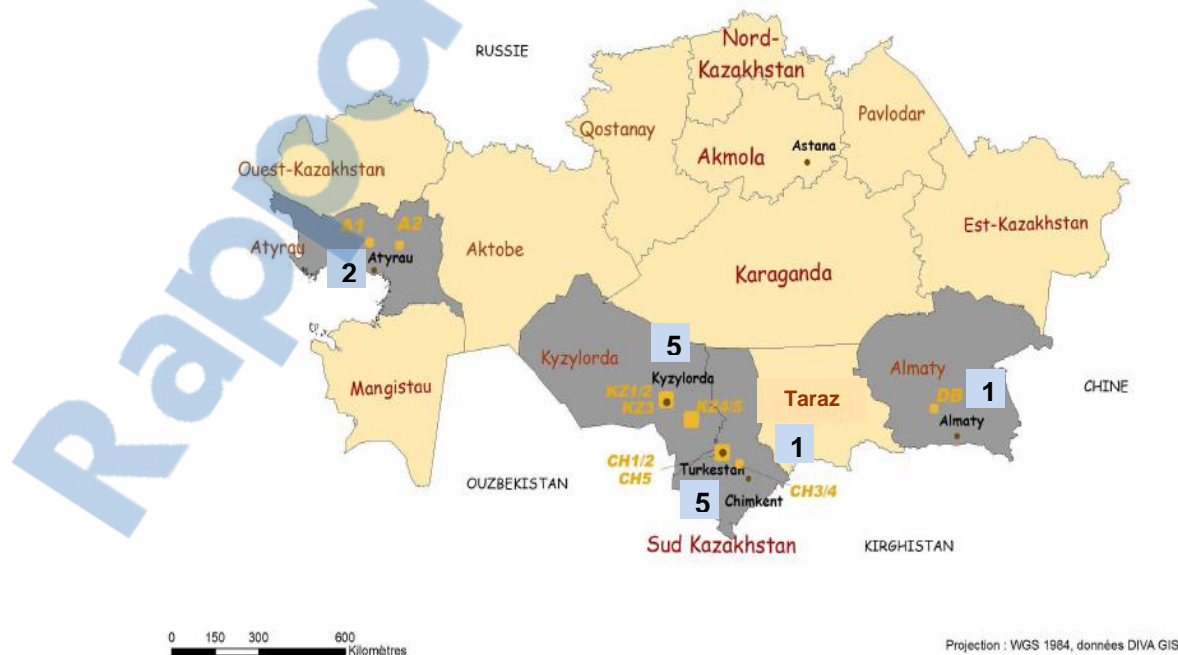 Rapp
RUSSIE
Nord-
Kazakhstan
Pavlodar
Qostanay
Astana
Akmola
Ouest-Kazakhstan
Est-Kazakhstan
A1
A2
Atyrau
Atyrau
2
Aktobe
Karaganda
5
Kyzylorda
Almaty
Kyzylorda
Mangistau
CHINE
KZ1/2
KZ3
KZ4/5
Taraz
DB
1
Almaty
1
CH1/2
CH5
Turkestan
OUZBEKISTAN
CH3/4
5
Chimkent
Sud Kazakhstan
KIRGHISTAN
0 150 300 600
Kilomètres
Projection : WGS 1984, données DIVA GIS